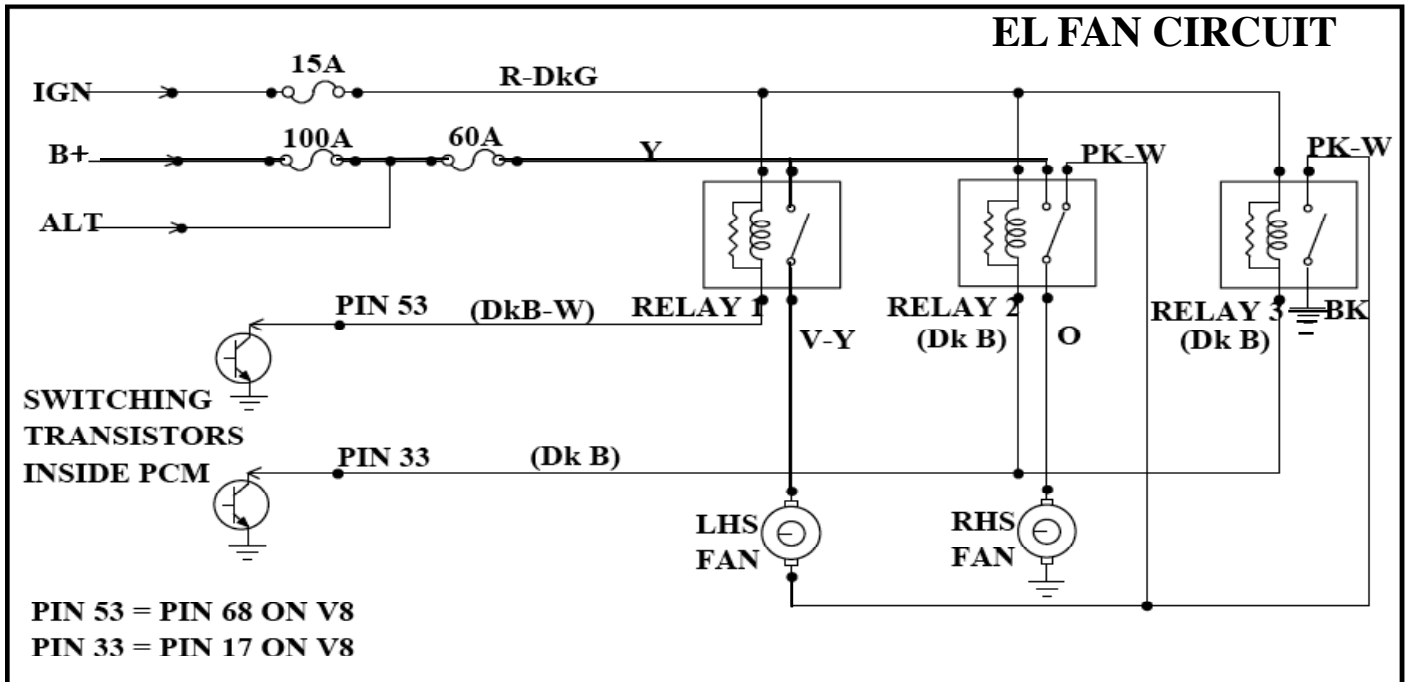 EL FAN CIRCUIT
15A
IGN
R-DkG
100A
60A
B+
Y
PK-W
PK-W
ALT
PIN 53
(DkB-W)
RELAY 1
RELAY 2
(Dk B)
RELAY 3
(Dk B)
BK
V-Y
O
SWITCHING
TRANSISTORS
INSIDE PCM
PIN 33
(Dk B)
LHS
FAN
RHS
FAN
PIN 53 = PIN 68 ON V8
PIN 33 = PIN 17 ON V8